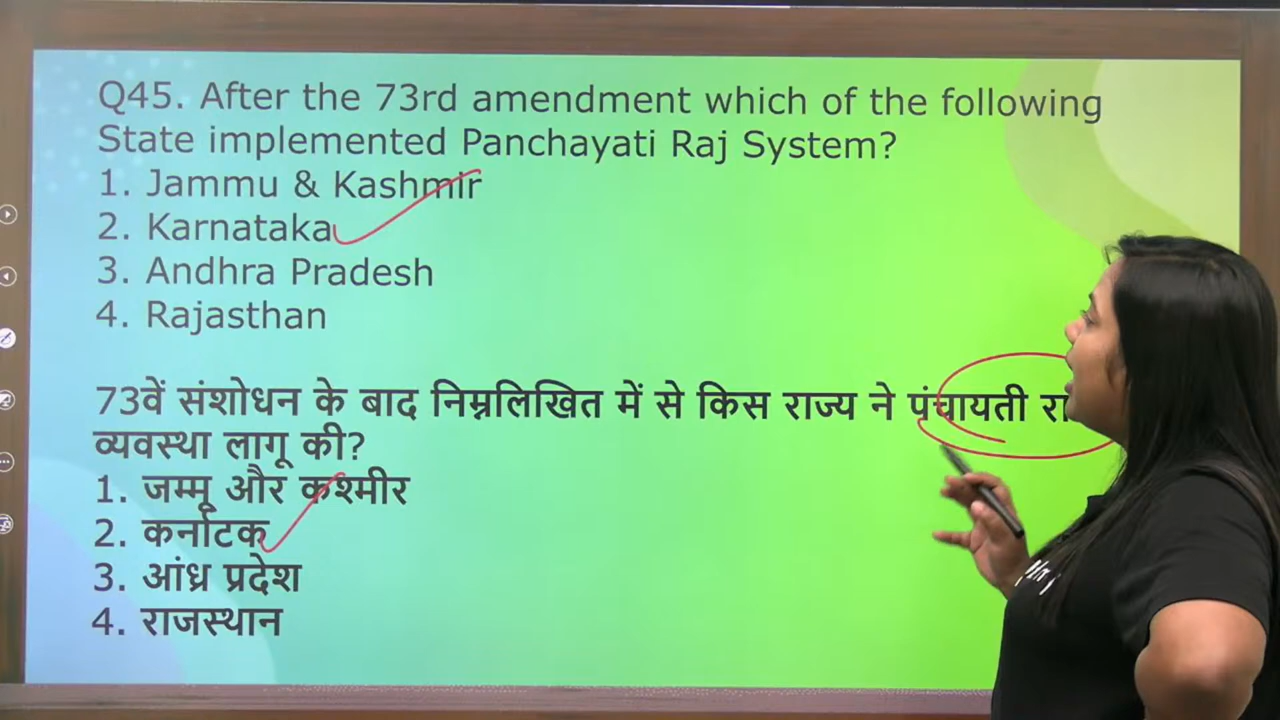 Q45. After the 73rd amendment which of the following
State implemented Panchayati Raj System?
1. Jammu & Kashmir
2. Karnataka
3. Andhra Pradesh
4. Rajasthan
73वें संशोधन के बाद निम्नलिखित में से किस राज्य ने पंचायती
व्यवस्था लागू की?
1. जम्मू और कश्मीर
2. कर्नाटक
3. आंध्र प्रदेश
4. राजस्थान